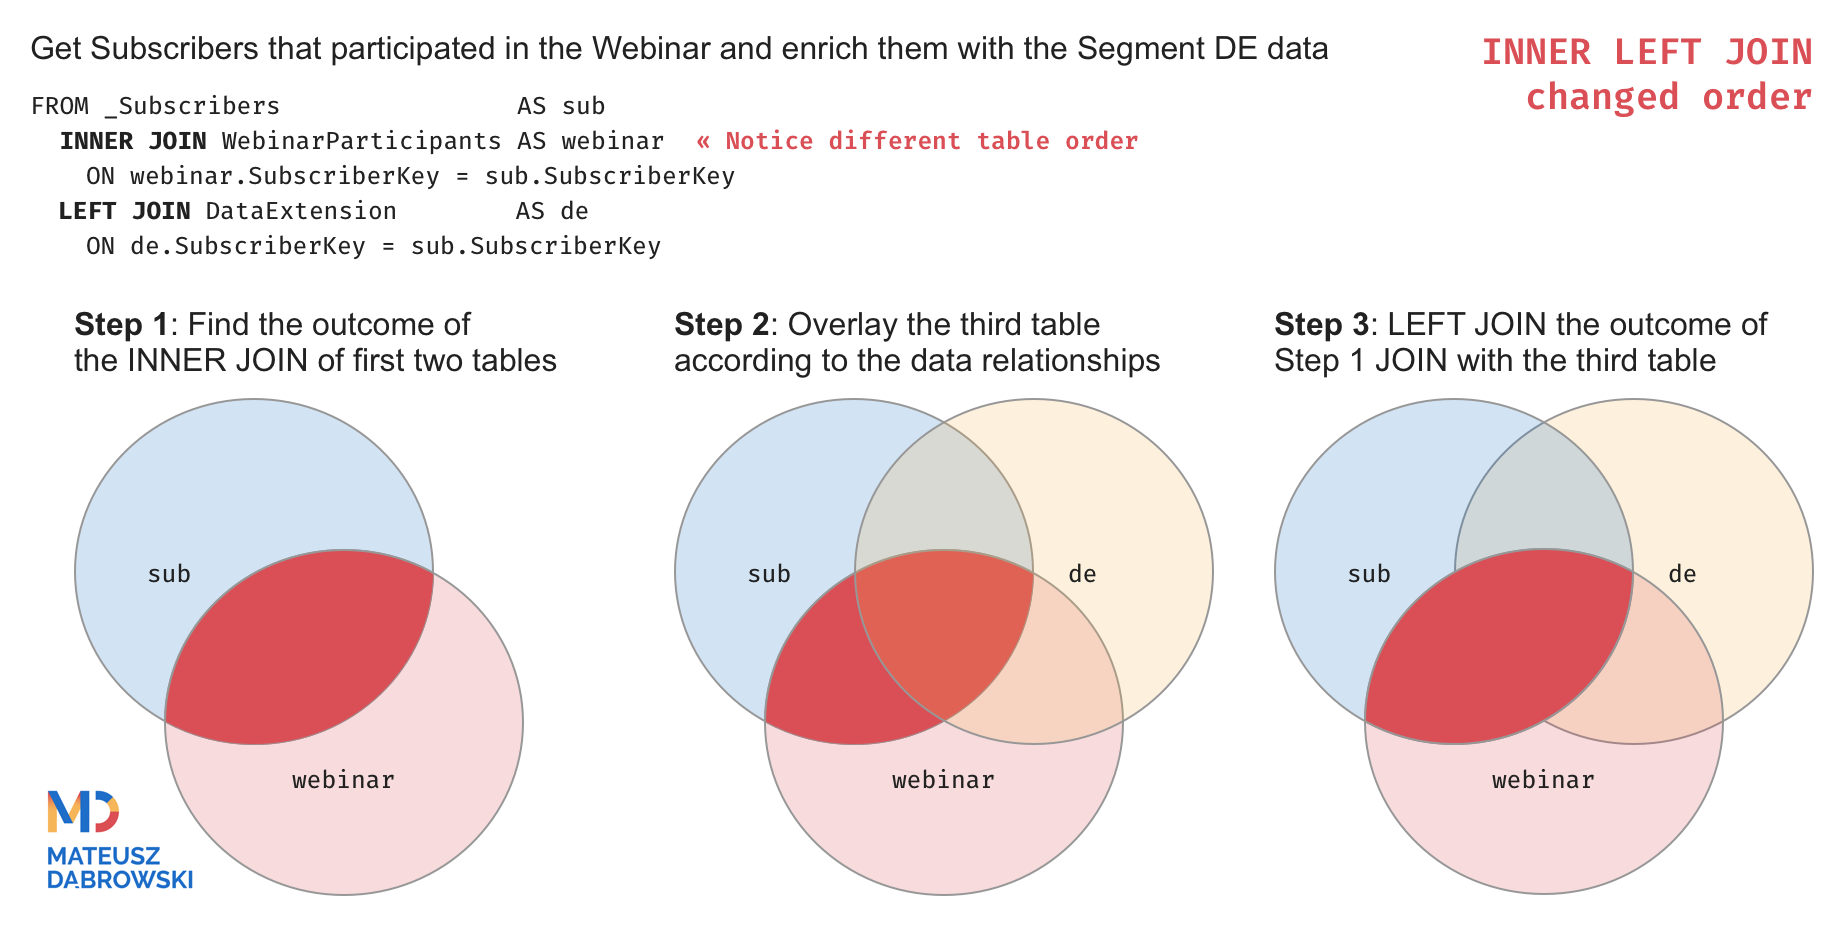 Get Subscribers that participated in the Webinar and enrich them with the Segment DE data
INNER LEFT JOIN
changed order
FROM _Subscribers AS sub
INNER JOIN WebinarParticipants AS webinar « Notice different table order
ON webinar.SubscriberKey = sub.SubscriberKey
LEFT JOIN DataExtension AS de
ON de.SubscriberKey = sub.SubscriberKey
Step 1: Find the outcome of
the INNER JOIN of first two tables
Step 2: Overlay the third table
according to the data relationships
Step 3: LEFT JOIN the outcome of
Step 1 JOIN with the third table
sub
webinar
sub
de
webinar
sub
de
webinar
MD
MATEUSZ
DĄBROWSKI